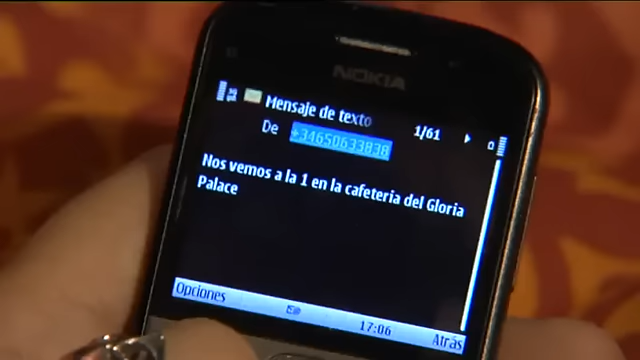 NOKIA
Mensaje de texto
1/61
De +34650633838
Nos vemos a la 1 en la cafeteria del Gloria
Palace
Opciones
17:06
Atrás